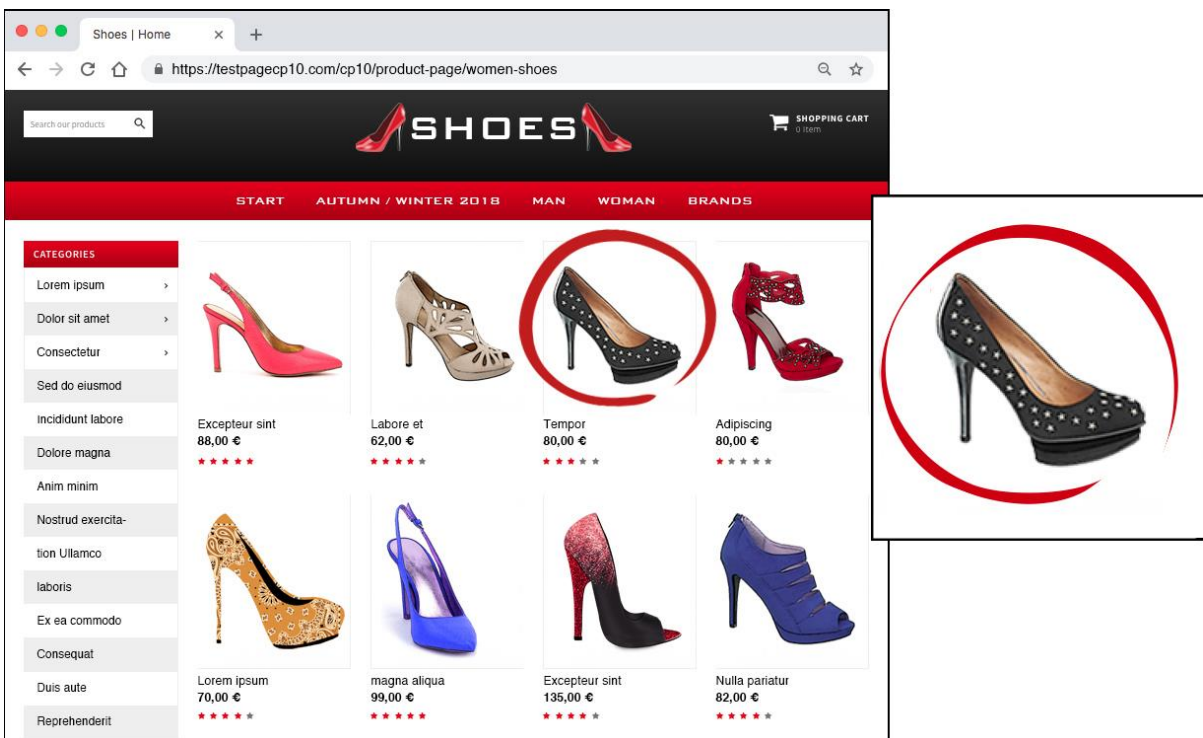 Shoes | Home
https://testpagecp10.com/cp10/product-page/women-shoes
Search our products
SHOES
SHOPPING CART
0 item
START AUTUMN / WINTER 2018 MAN WOMAN BRANDS
CATEGORIES
Lorem ipsum
Dolor sit amet
Consectetur
Sed do eiusmod
Incididunt labore
Dolore magna
Anim minim
Nostrud exercita-
tion Ullamco
laboris
Ex ea commodo
Consequat
Duis aute
Reprehenderit
Excepteur sint
88,00 €
Labore et
62,00 €
Tempor
80,00 €
Adipiscing
80,00 €
Lorem ipsum
70,00 €
magna aliqua
99,00 €
Excepteur sint
135,00 €
Nulla pariatur
82,00 €